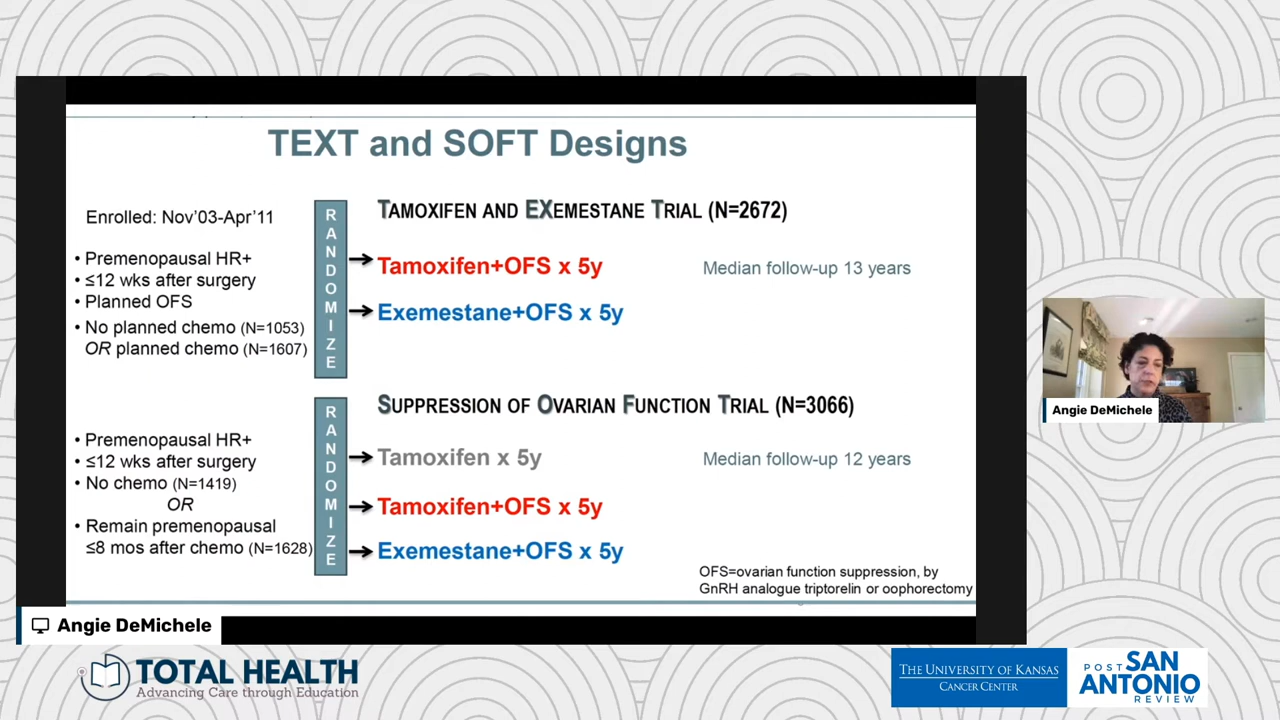 TEXT and SOFT Designs
Enrolled: Nov'03-Apr'11
• Premenopausal HR+
• ≤12 wks after surgery
• Planned OFS
• No planned chemo (N=1053)
OR planned chemo (N=1607)
RANDOMIZE
TAMOXIFEN AND EXEMESTANE TRIAL (N=2672)
Tamoxifen+OFS x 5y
Median follow-up 13 years
Exemestane+OFS x 5y
• Premenopausal HR+
• ≤12 wks after surgery
• No chemo (N=1419)
OR
• Remain premenopausal
≤8 mos after chemo (N=1628)
RANDOMIZE
SUPPRESSION OF OVARIAN FUNCTION TRIAL (N=3066)
Tamoxifen x 5y
Median follow-up 12 years
Tamoxifen+OFS x 5y
Exemestane+OFS x 5y
OFS=ovarian function suppression, by
GnRH analogue triptorelin or oophorectomy
Angie DeMichele
Angie DeMichele
TOTAL HEALTH
Advancing Care through Education
THE UNIVERSITY OF KANSAS
CANCER CENTER
POST
SAN
ANTONIO
REVIEW